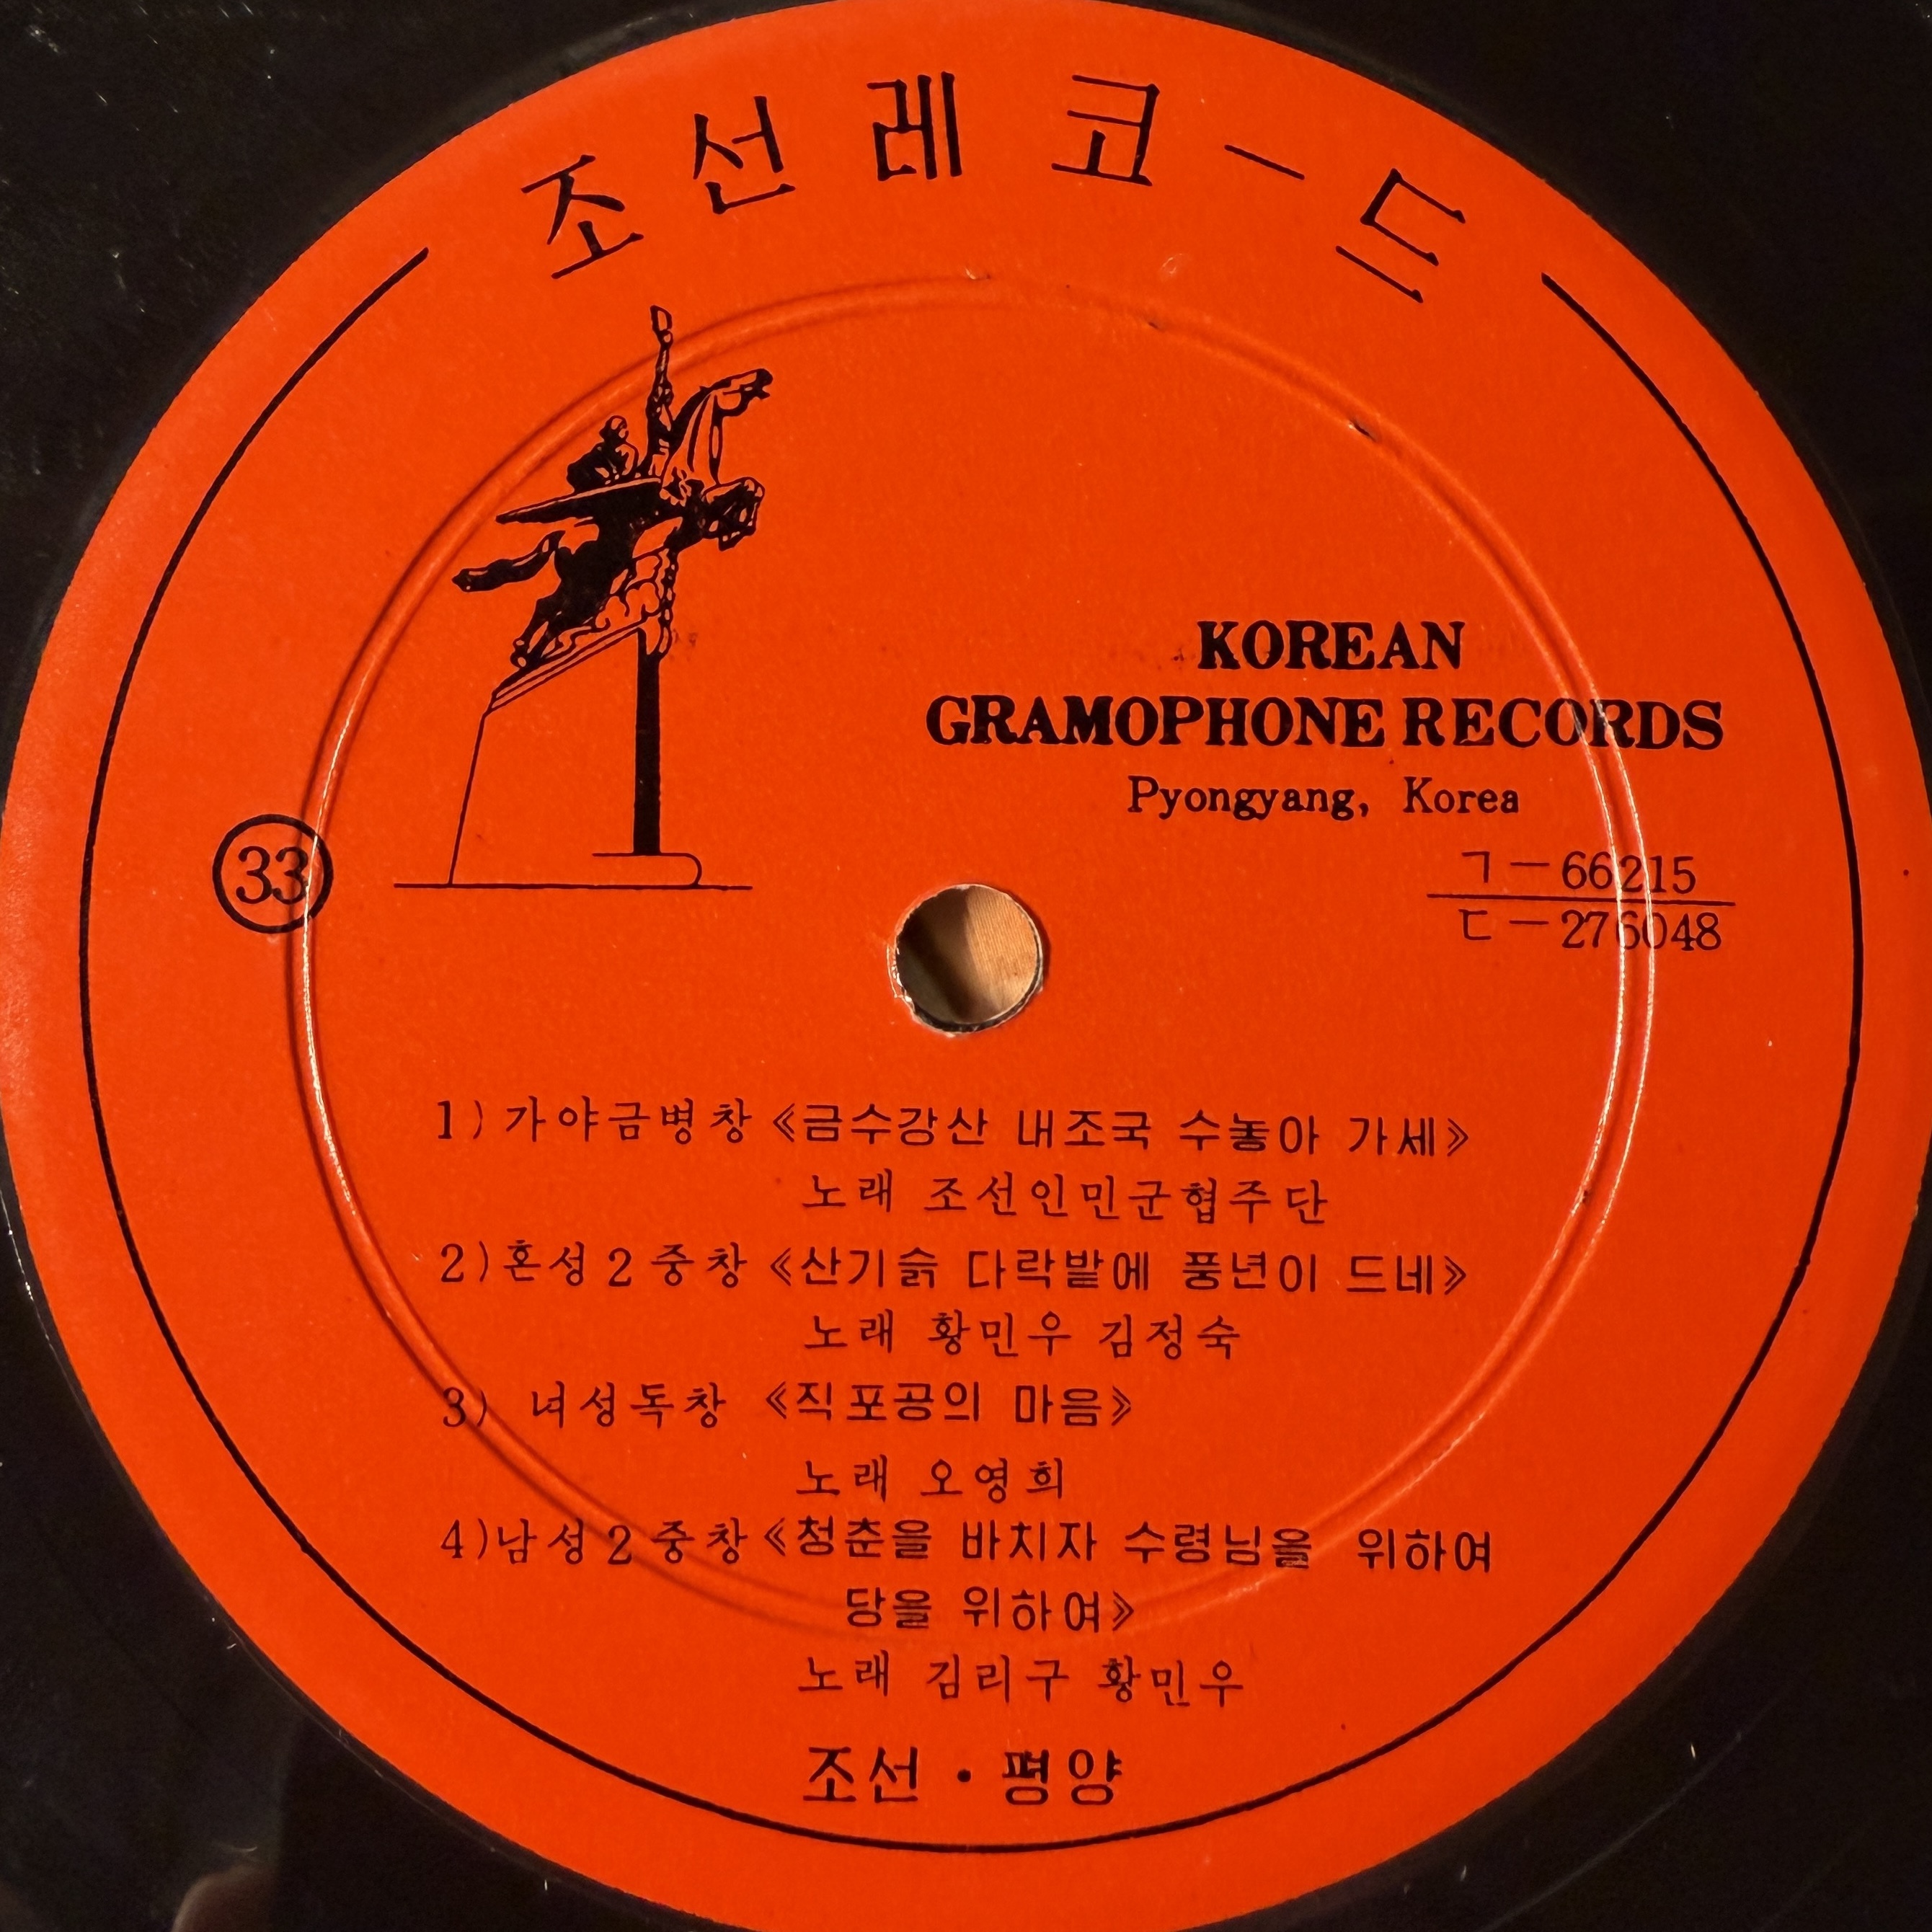 조선레코―드
KOREAN
GRAMOPHONE RECORDS
Pyongyang, Korea
33
ㄱ―66215
ㄷ―276048
1) 가야금병창 《금수강산 내조국 수놓아 가세》
노래 조선인민군협주단
2) 혼성 2 중창 《산기슭 다락밭에 풍년이 드네》
노래 황민우 김정숙
3) 녀성독창 《직포공의 마음》
노래 오영희
4) 남성 2 중창 《청춘을 바치자 수령님을 위하여
당을 위하여》
노래 김리구 황민우
조선 · 평양